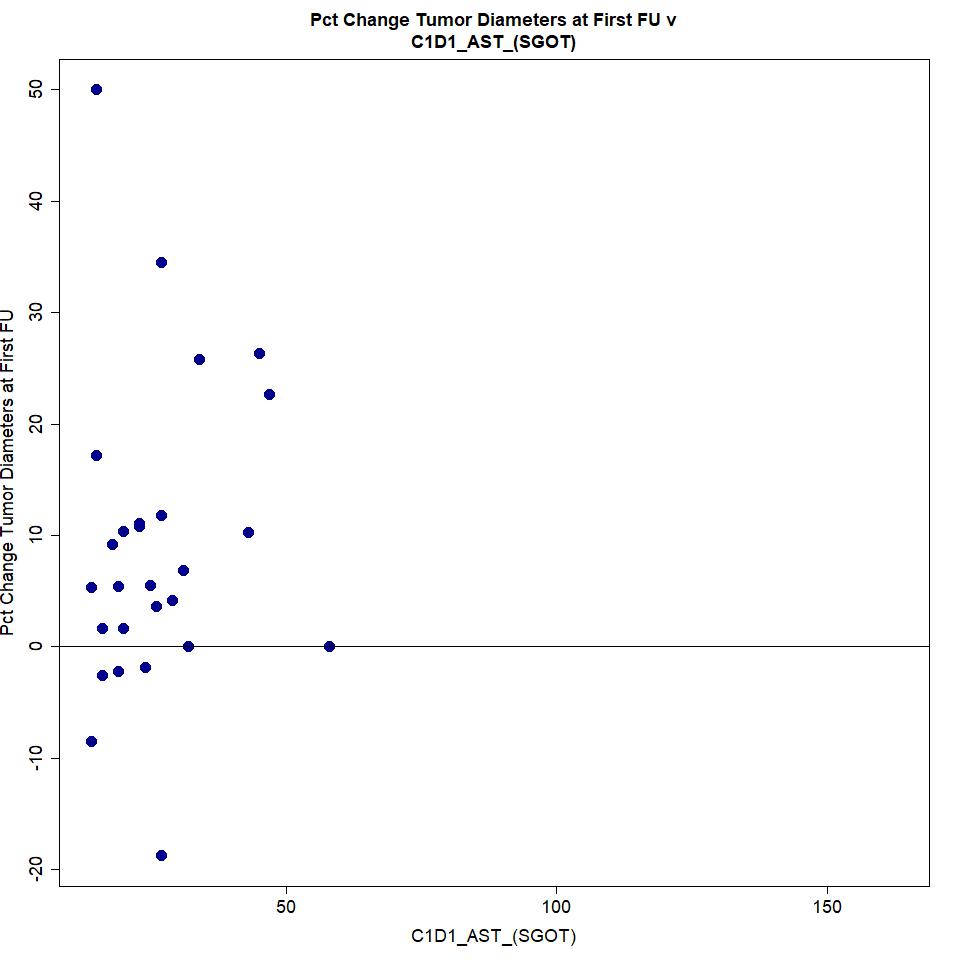 Pct Change Tumor Diameters at First FU v
C1D1_AST_(SGOT)
Pct Change Tumor Diameters at First FU
50
40
30
20
10
0
-10
-20
50
100
150
C1D1_AST_(SGOT)